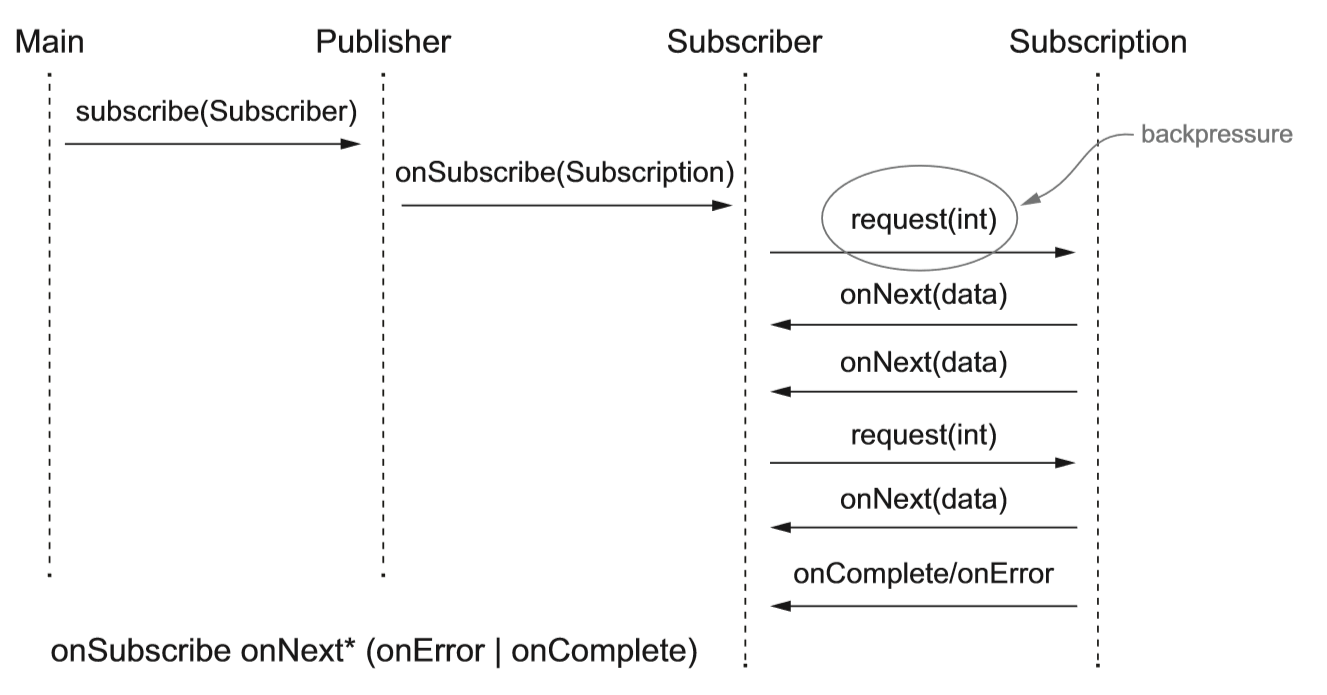 Main Publisher Subscriber Subscription
subscribe(Subscriber)
backpressure
onSubscribe(Subscription)
request(int)
onNext(data)
onNext(data)
request(int)
onNext(data)
onComplete/onError
onSubscribe onNext* (onError | onComplete)